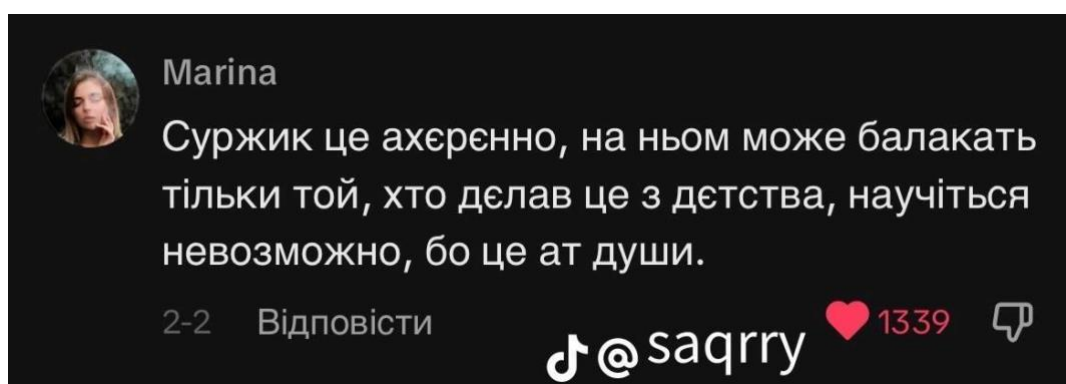 Marina
Суржик це ахєрєнно, на ньом може балакать
тільки той, хто дєлав це з дєтства, научіться
невозможно, бо це ат души.
2-2 Відповісти 1339
@saqrry